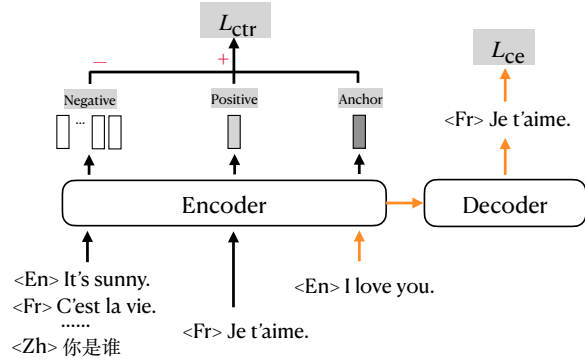 L_ctr
− +
L_ce
Negative Positive Anchor
...
<Fr> Je t'aime.
Encoder
Decoder
<En> It's sunny.
<Fr> C'est la vie.
......
<Zh> 你是谁
<Fr> Je t'aime.
<En> I love you.